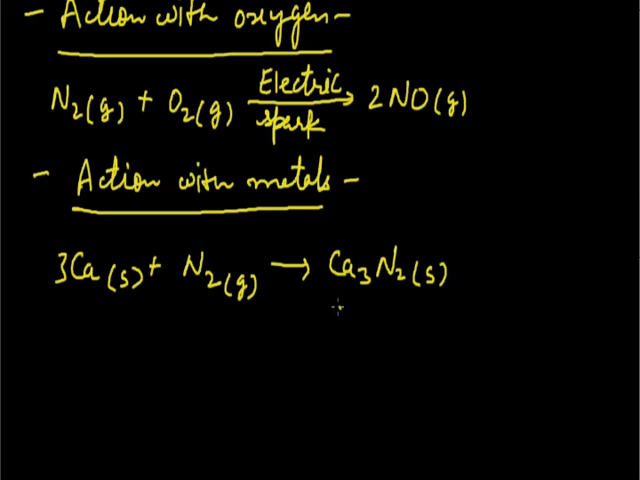 - Action with oxygen -
N2(g) + O2(g) Electric spark → 2NO(g)
- Action with metals -
3Ca(s) + N2(g) → Ca3N2(s)